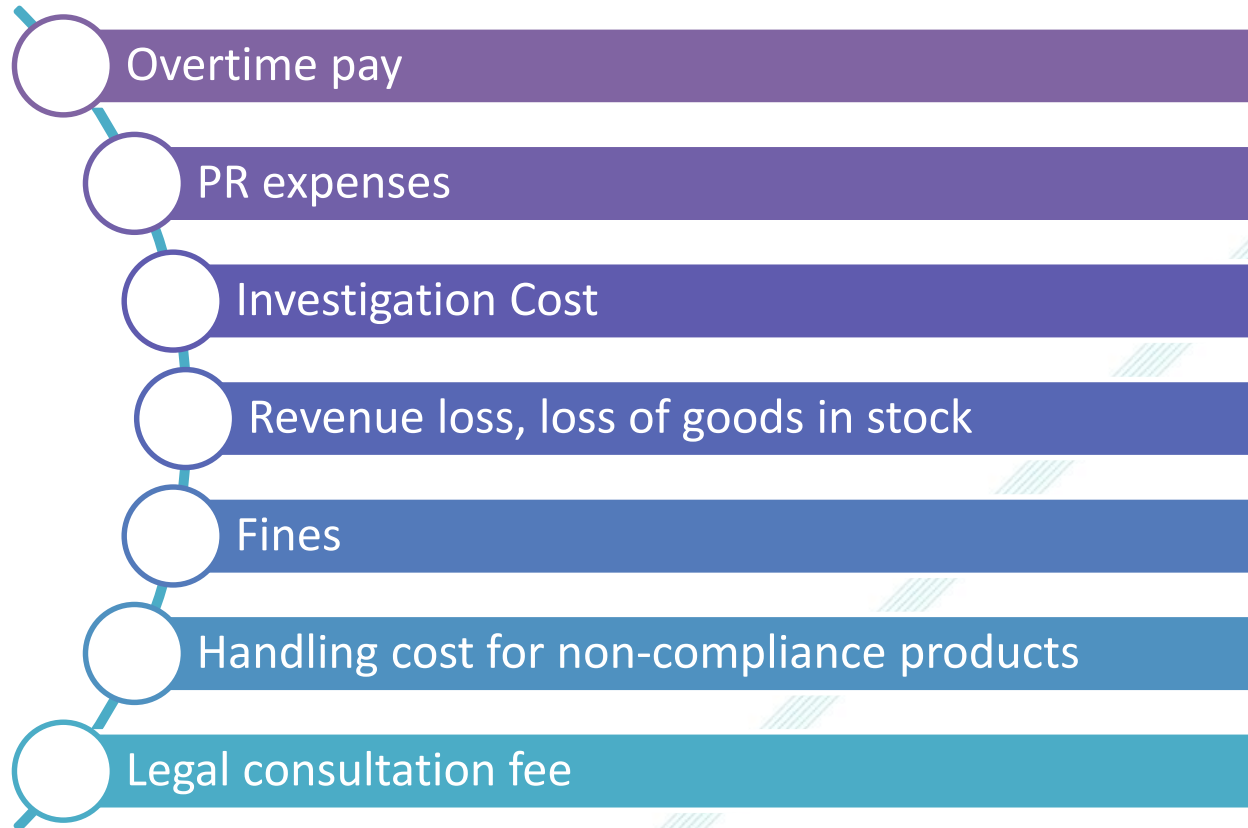 Overtime pay
PR expenses
Investigation Cost
Revenue loss, loss of goods in stock
Fines
Handling cost for non-compliance products
Legal consultation fee